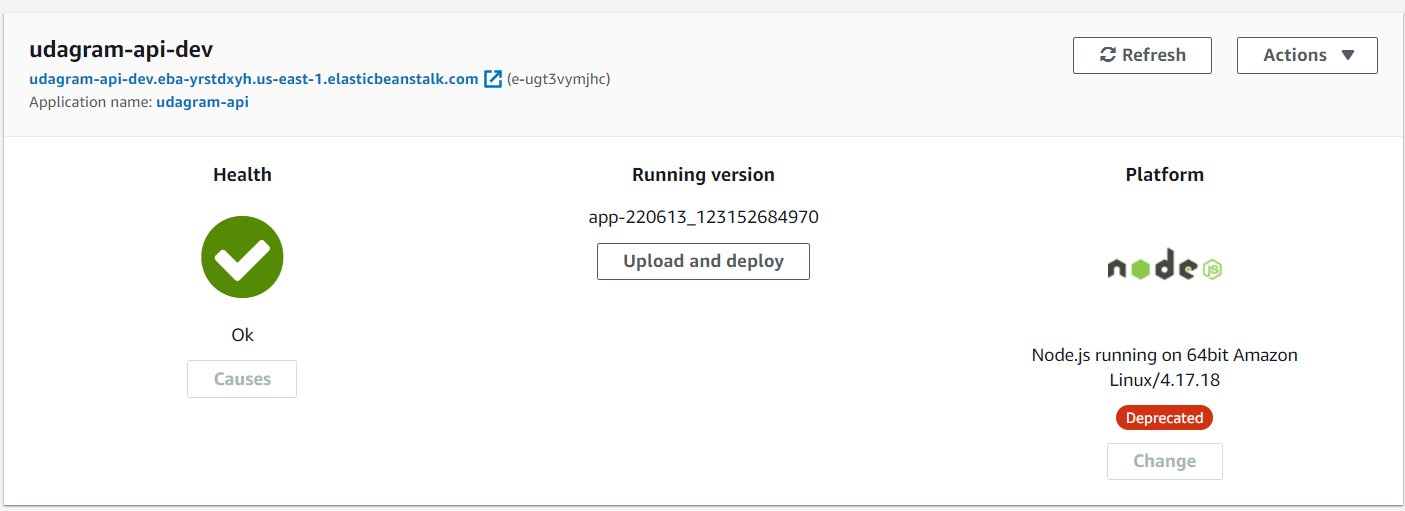 udagram-api-dev
udagram-api-dev.eba-yrstdxyh.us-east-1.elasticbeanstalk.com (e-ugt3vymjhc)
Application name: udagram-api
Refresh
Actions
Health
Ok
Causes
Running version
app-220613_123152684970
Upload and deploy
Platform
node JS
Node.js running on 64bit Amazon
Linux/4.17.18
Deprecated
Change